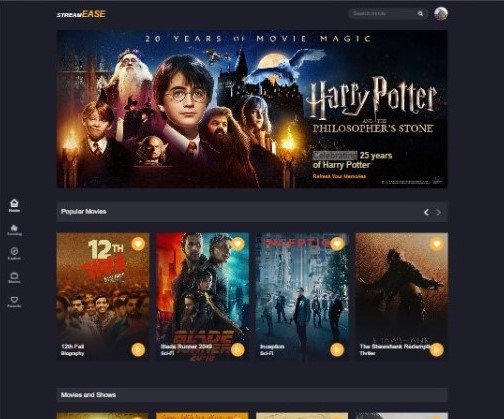 STREAMEASE
Search movies
20 YEARS OF MOVIE MAGIC
Harry Potter
AND THE
PHILOSOPHER'S STONE
Celebrating 25 years
of Harry Potter
Refresh Your Memories
Home
Trending
Explore
Movies
Favorite
Popular Movies
12TH
FAIL
INCEPTION
BLADE
RUNNER
2049
12th Fail
Biography
Blade Runner 2049
Sci-Fi
Inception
Sci-Fi
The Shawshank Redemption
Thriller
Movies and Shows